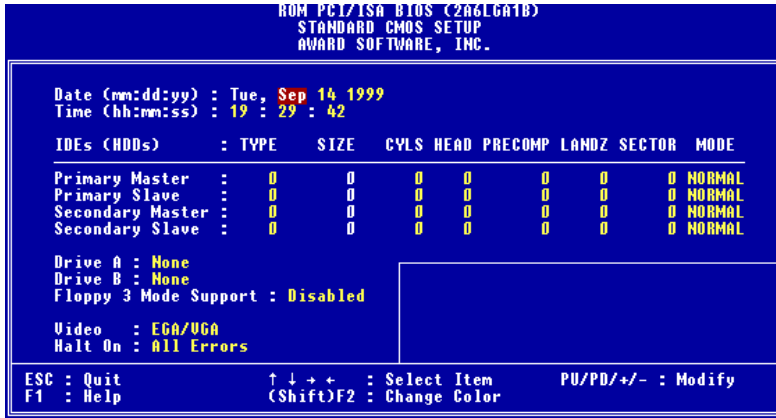 ROM PCI/ISA BIOS (2A6LGA1B)
STANDARD CMOS SETUP
AWARD SOFTWARE, INC.
Date (mm:dd:yy) : Tue, Sep 14 1999
Time (hh:mm:ss) : 19 : 29 : 42
IDEs (HDDs) : TYPE SIZE CYLS HEAD PRECOMP LANDZ SECTOR MODE
Primary Master : 0 0 0 0 0 0 0 NORMAL
Primary Slave : 0 0 0 0 0 0 0 NORMAL
Secondary Master : 0 0 0 0 0 0 0 NORMAL
Secondary Slave : 0 0 0 0 0 0 0 NORMAL
Drive A : None
Drive B : None
Floppy 3 Mode Support : Disabled
Video : EGA/VGA
Halt On : All Errors
ESC : Quit ↑ ↓ → ← : Select Item PU/PD/+/- : Modify
F1 : Help (Shift)F2 : Change Color